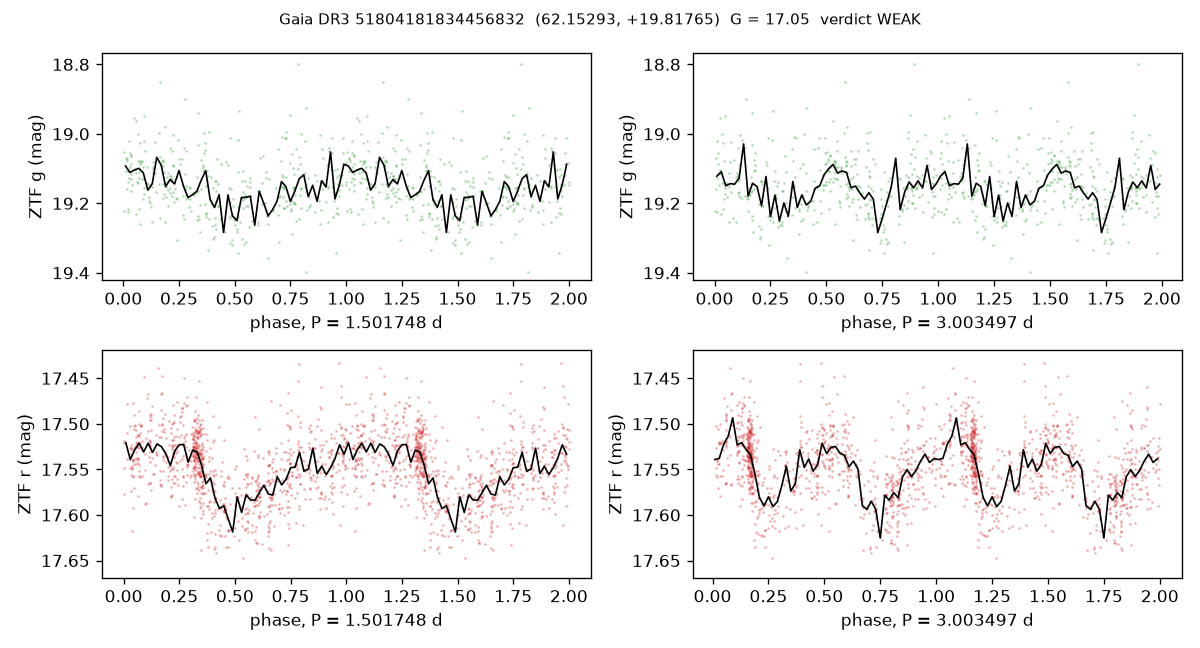 Gaia DR3 51804181834456832 (62.15293, +19.81765) G = 17.05 verdict WEAK
ZTF g (mag)
18.8
19.0
19.2
19.4
0.00 0.25 0.50 0.75 1.00 1.25 1.50 1.75 2.00
phase, P = 1.501748 d
ZTF g (mag)
18.8
19.0
19.2
19.4
0.00 0.25 0.50 0.75 1.00 1.25 1.50 1.75 2.00
phase, P = 3.003497 d
ZTF r (mag)
17.45
17.50
17.55
17.60
17.65
0.00 0.25 0.50 0.75 1.00 1.25 1.50 1.75 2.00
phase, P = 1.501748 d
ZTF r (mag)
17.45
17.50
17.55
17.60
17.65
0.00 0.25 0.50 0.75 1.00 1.25 1.50 1.75 2.00
phase, P = 3.003497 d